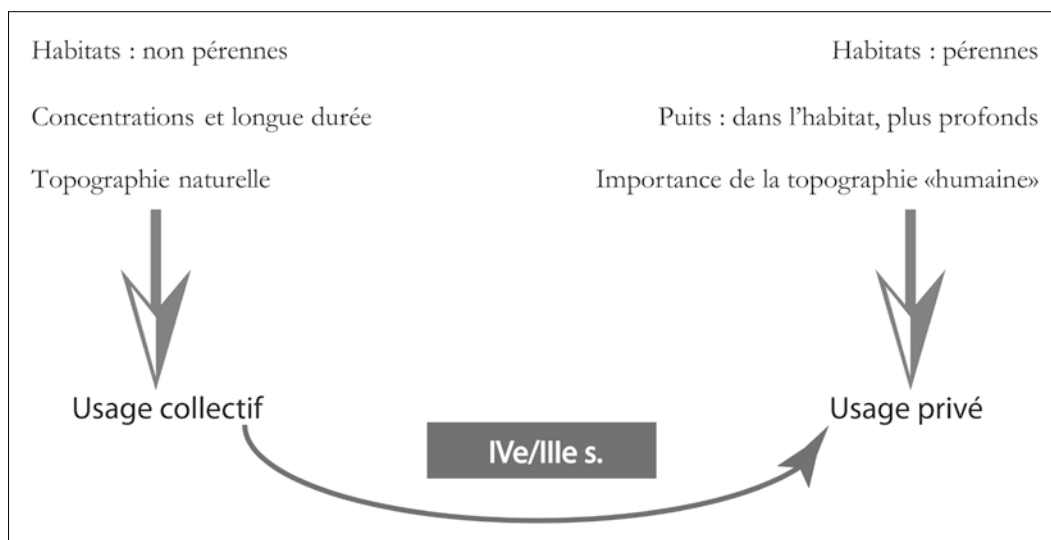 Habitats : non pérennes
Habitats : pérennes
Concentrations et longue durée
Puits : dans l’habitat, plus profonds
Topographie naturelle
Importance de la topographie «humaine»
Usage collectif
Usage privé
IVe/IIIe s.